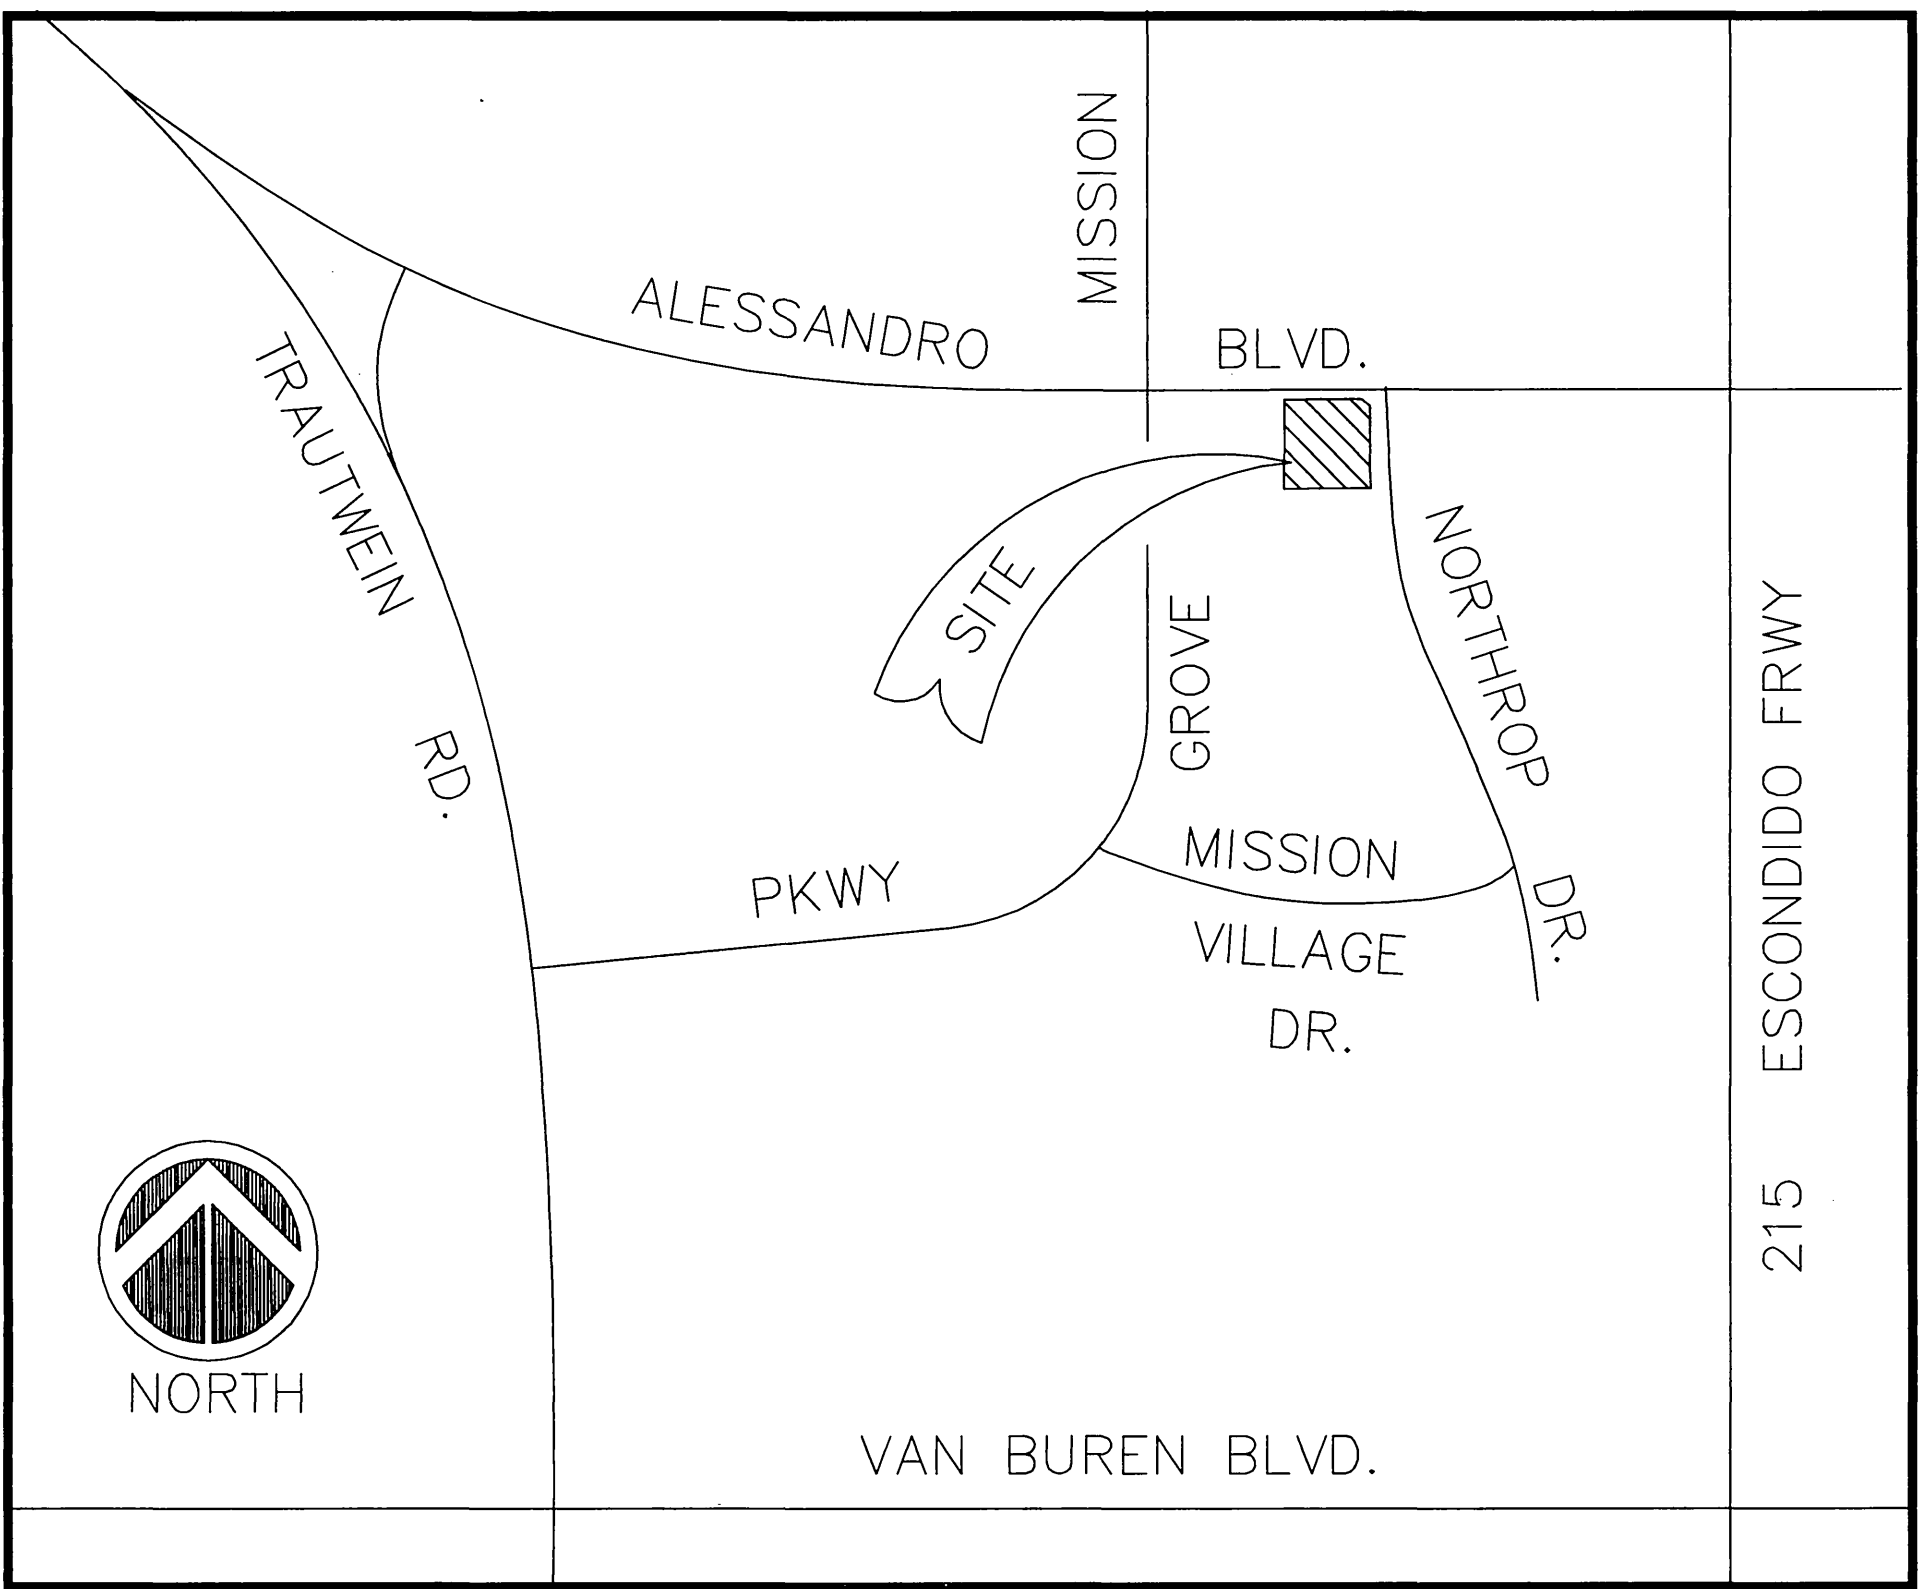 MISSION
ALESSANDRO
BLVD.
TRAUTWEIN
RD.
SITE
GROVE
NORTHROP
DR.
PKWY
MISSION
VILLAGE
DR.
215 ESCONDIDO FRWY
NORTH
VAN BUREN BLVD.